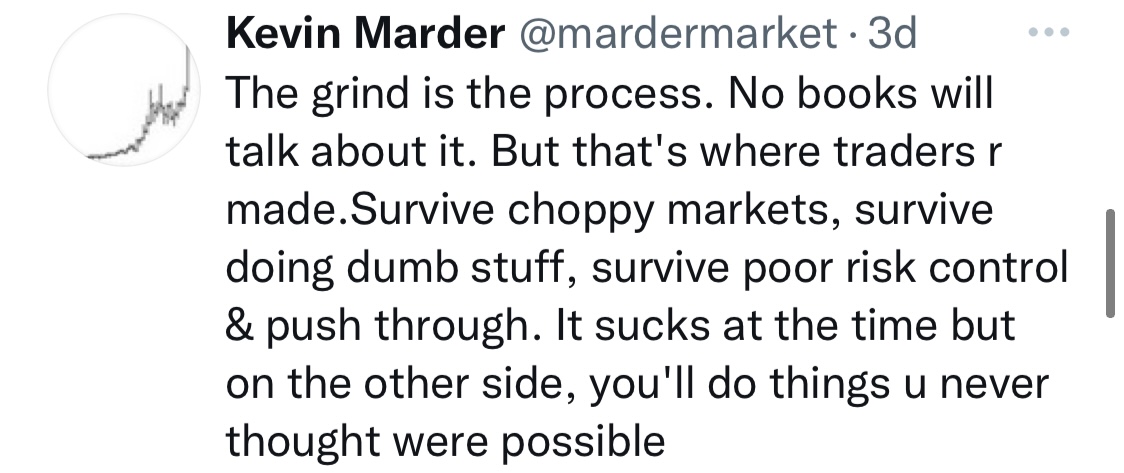 Kevin Marder @mardermarket · 3d
The grind is the process. No books will
talk about it. But that's where traders r
made.Survive choppy markets, survive
doing dumb stuff, survive poor risk control
& push through. It sucks at the time but
on the other side, you'll do things u never
thought were possible